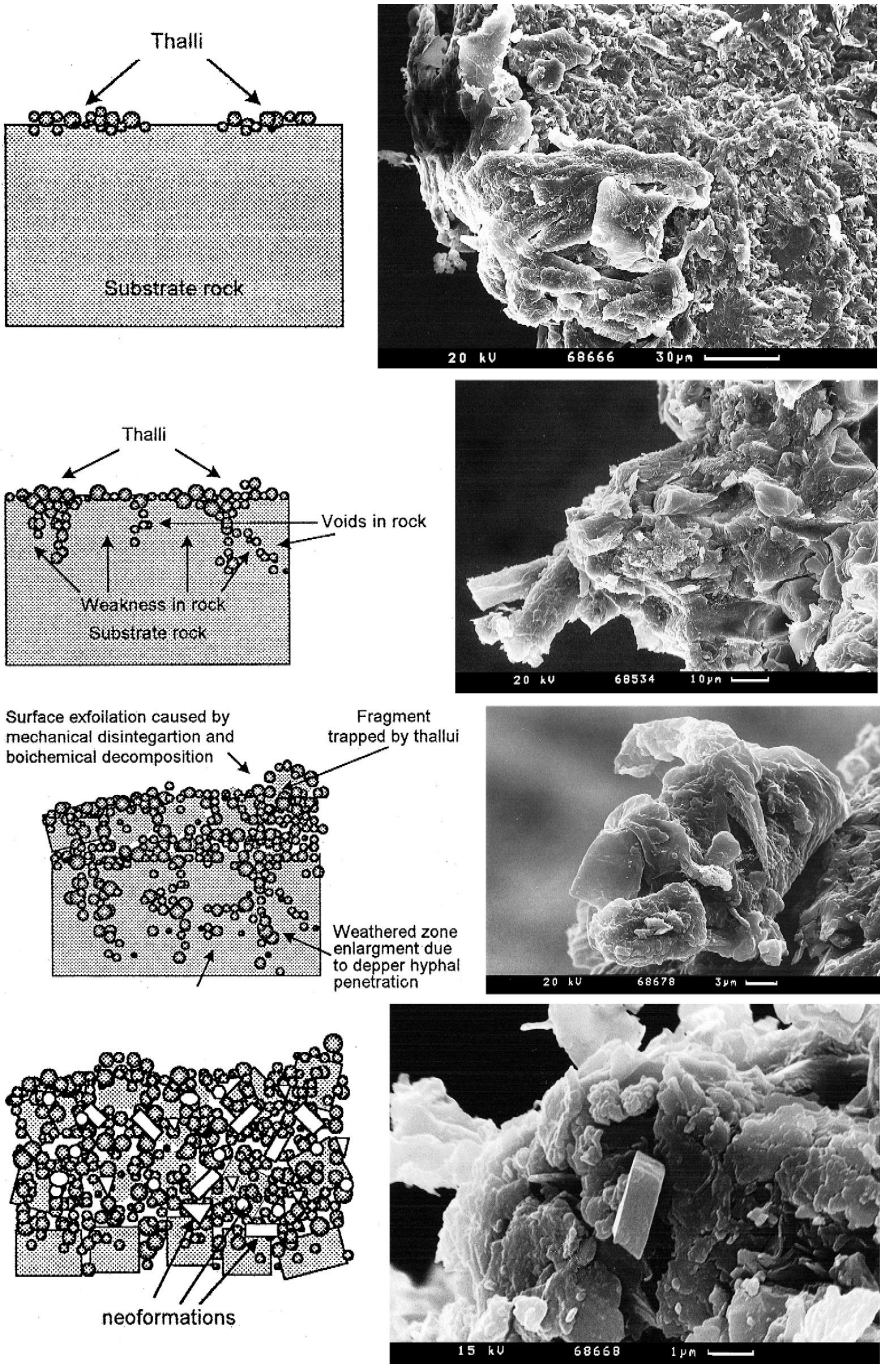 Thalli
Substrate rock
20 kV 68666 30µm
Thalli
Voids in rock
Weakness in rock
Substrate rock
20 kV 68534 10µm
Surface exfoilation caused by
mechanical disintegartion and
boichemical decomposition
Fragment
trapped by thallui
Weathered zone
enlargment due
to depper hyphal
penetration
20 kV 68678 3µm
neoformations
15 kV 68668 1µm